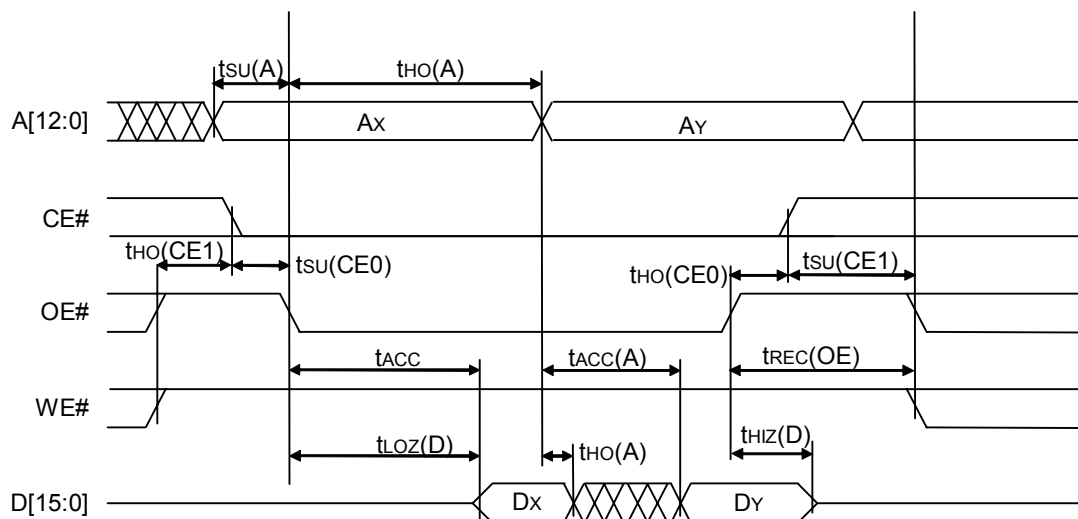 tSU(A) tHO(A)
A[12:0] AX AY
CE#
tHO(CE1) tSU(CE0) tHO(CE0) tSU(CE1)
OE#
tACC tACC(A) tREC(OE)
WE#
tLOZ(D) tHO(A) tHIZ(D)
D[15:0] DX DY